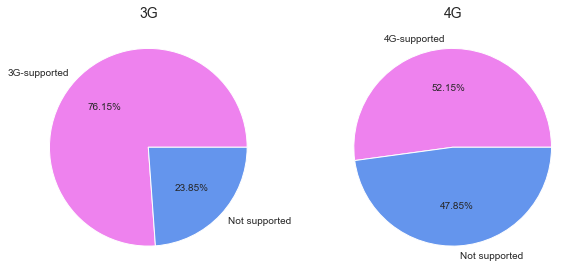 3G
3G-supported
76.15%
23.85%
Not supported
4G
4G-supported
52.15%
47.85%
Not supported